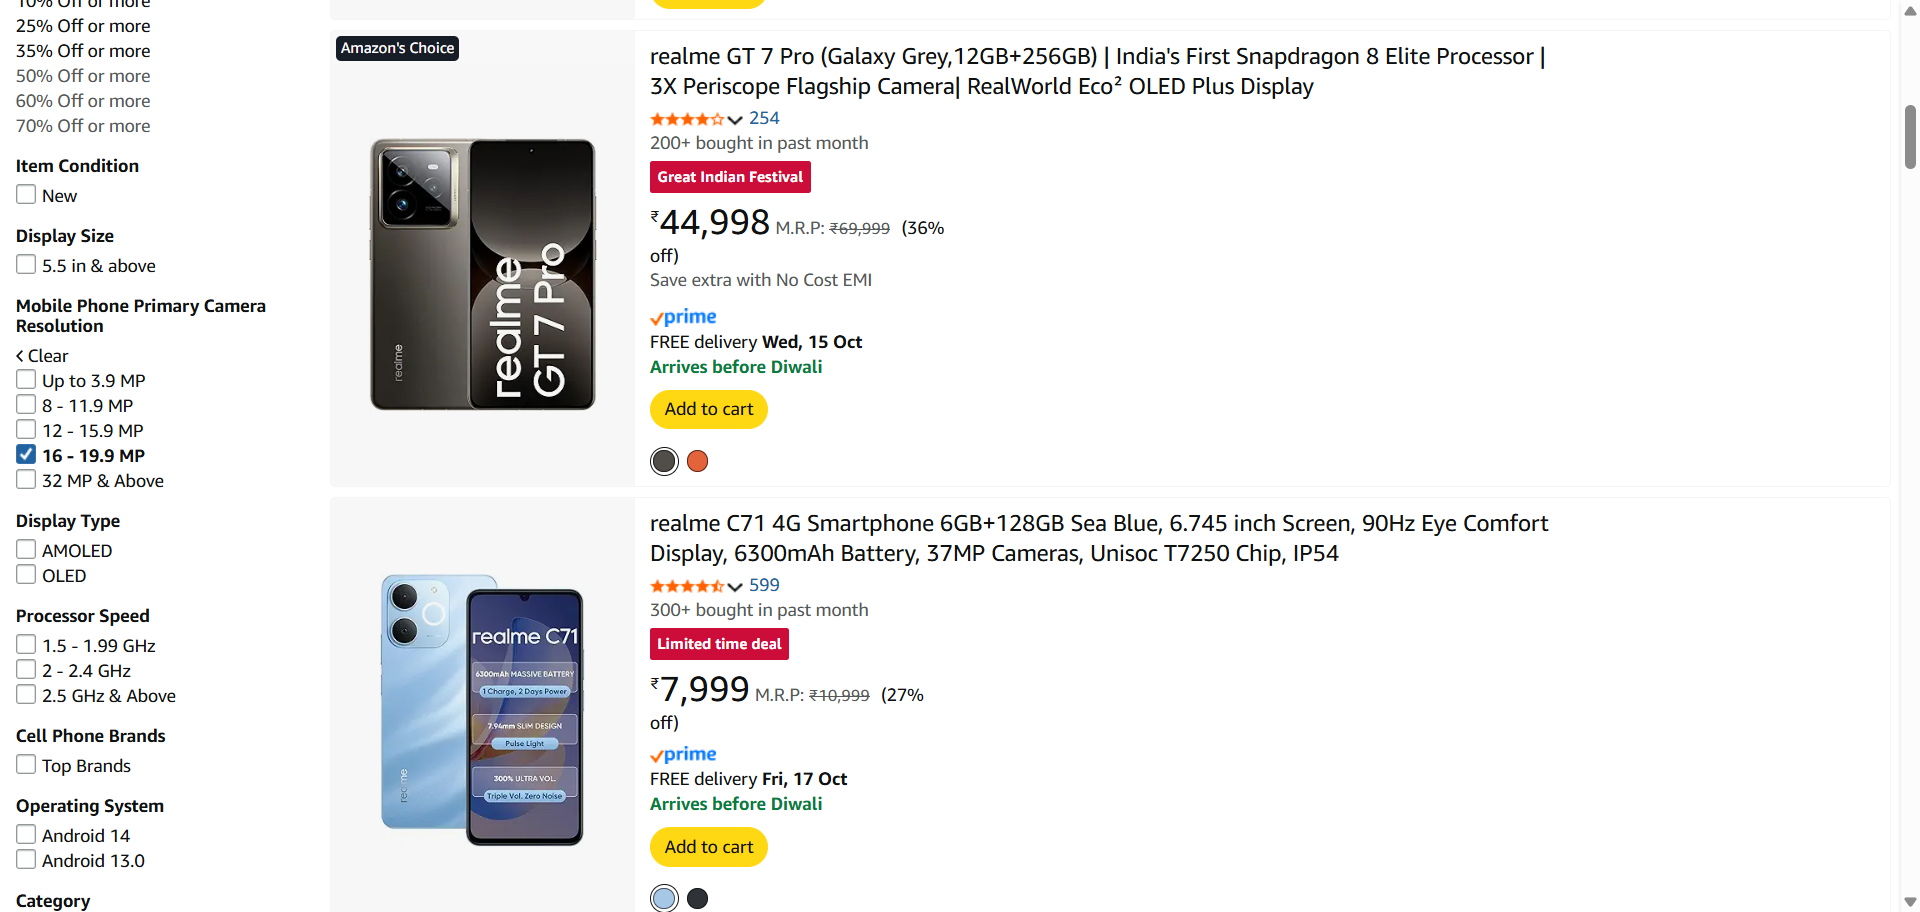 10% Off or more
25% Off or more
35% Off or more
50% Off or more
60% Off or more
70% Off or more
Item Condition
New
Display Size
5.5 in & above
Mobile Phone Primary Camera
Resolution
Clear
Up to 3.9 MP
8 - 11.9 MP
12 - 15.9 MP
16 - 19.9 MP
32 MP & Above
Display Type
AMOLED
OLED
Processor Speed
1.5 - 1.99 GHz
2 - 2.4 GHz
2.5 GHz & Above
Cell Phone Brands
Top Brands
Operating System
Android 14
Android 13.0
Category
Amazon's Choice
realme
realme
GT 7 Pro
realme GT 7 Pro (Galaxy Grey,12GB+256GB) | India's First Snapdragon 8 Elite Processor |
3X Periscope Flagship Camera| RealWorld Eco² OLED Plus Display
254
200+ bought in past month
Great Indian Festival
₹44,998 M.R.P: ₹69,999 (36%
off)
Save extra with No Cost EMI
prime
FREE delivery Wed, 15 Oct
Arrives before Diwali
Add to cart
realme
realme C71
6300mAh MASSIVE BATTERY
1 Charge, 2 Days Power
7.94mm SLIM DESIGN
Pulse Light
300% ULTRA VOL.
Triple Vol. Zero Noise
realme C71 4G Smartphone 6GB+128GB Sea Blue, 6.745 inch Screen, 90Hz Eye Comfort
Display, 6300mAh Battery, 37MP Cameras, Unisoc T7250 Chip, IP54
599
300+ bought in past month
Limited time deal
₹7,999 M.R.P: ₹10,999 (27%
off)
prime
FREE delivery Fri, 17 Oct
Arrives before Diwali
Add to cart